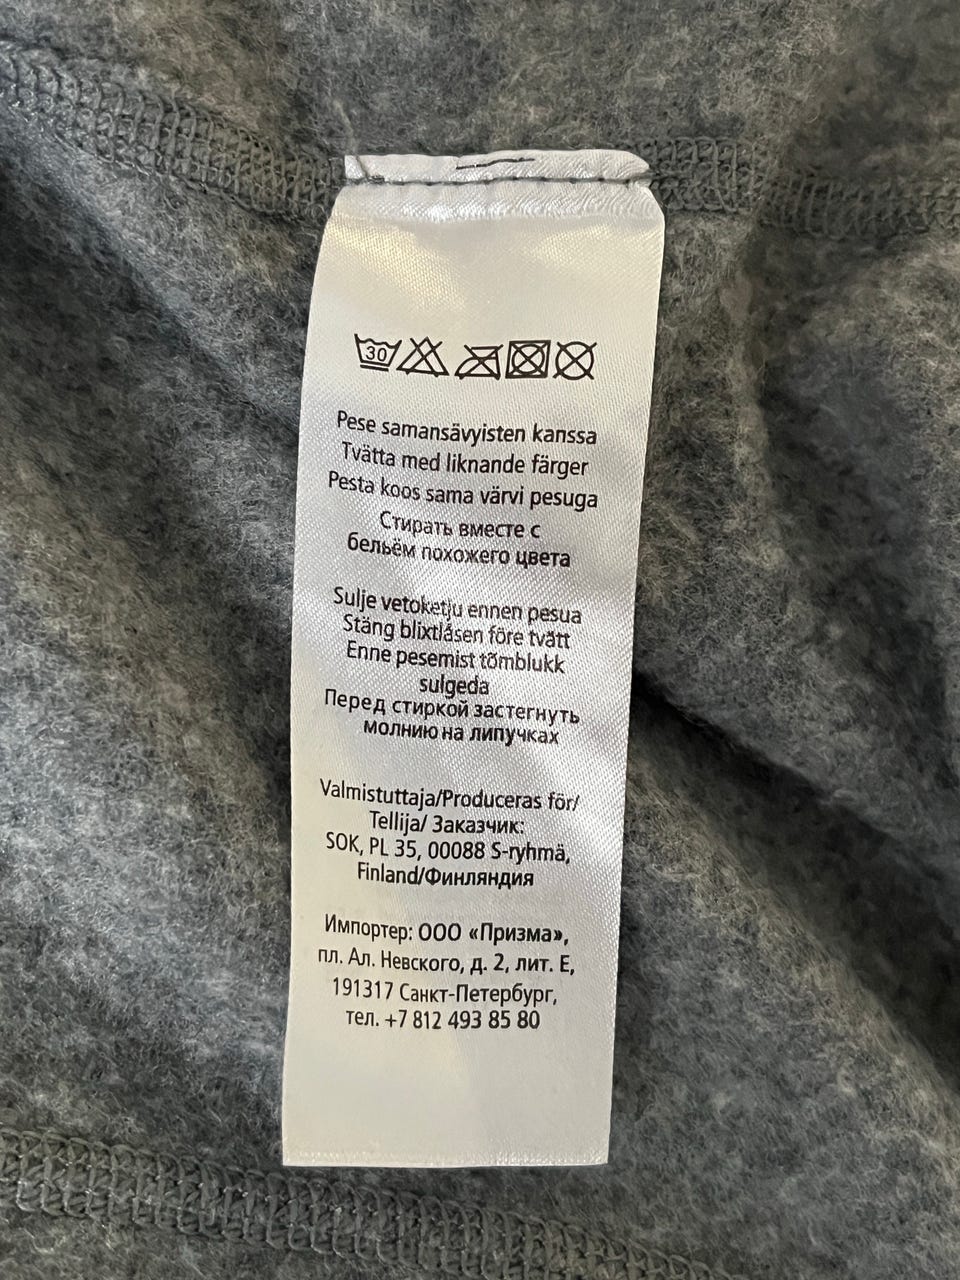 30
Pese samansävyisten kanssa
Tvätta med liknande färger
Pesta koos sama värvi pesuga
Стирать вместе с
бельём похожего цвета
Sulje vetoketju ennen pesua
Stäng blixtlåsen före tvätt
Enne pesemist tõmblukk
sulgeda
Перед стиркой застегнуть
молнию на липучках
Valmistuttaja/Produceras för/
Tellija/ Заказчик:
SOK, PL 35, 00088 S-ryhmä,
Finland/Финляндия
Импортер: ООО «Призма»,
пл. Ал. Невского, д. 2, лит. Е,
191317 Санкт-Петербург,
тел. +7 812 493 85 80